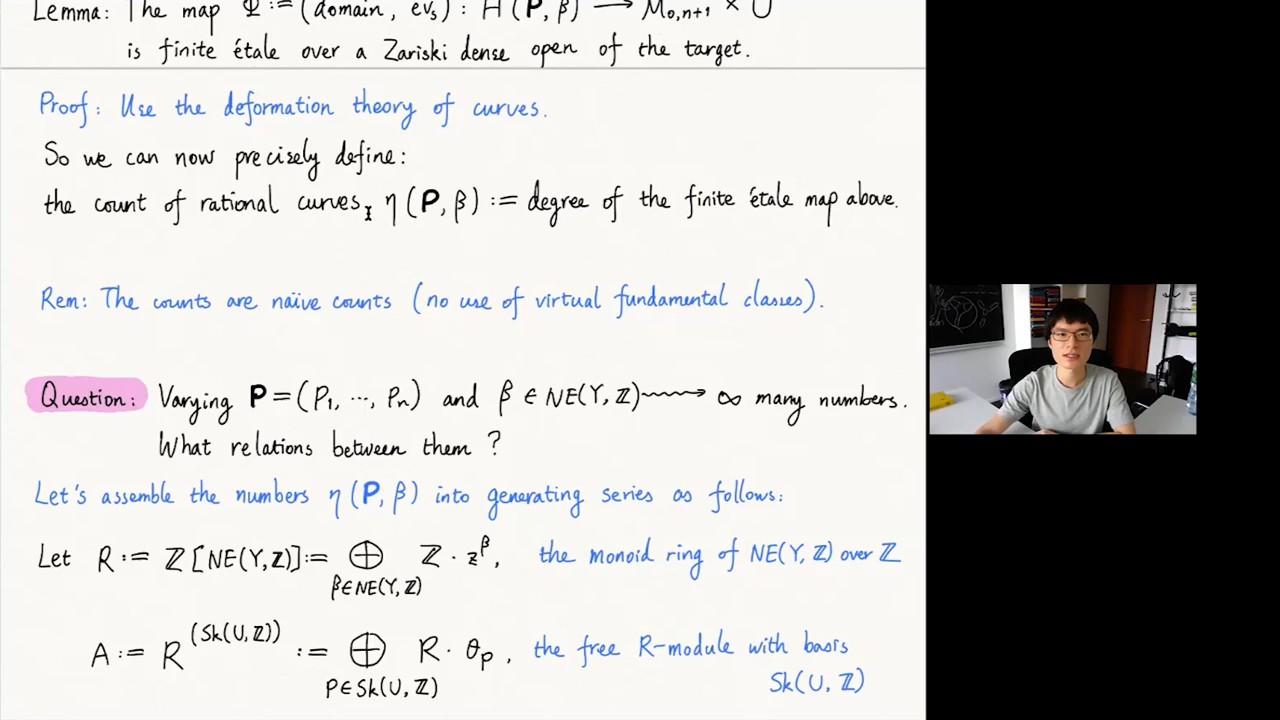 Lemma: The map Φ := (domain, ev_s) : H(P, β) ⟶ M_{0,n+1} × U
is finite étale over a Zariski dense open of the target.
Proof: Use the deformation theory of curves.
So we can now precisely define:
the count of rational curves, η(P, β) := degree of the finite étale map above.
Rem: The counts are naïve counts (no use of virtual fundamental classes).
Question: Varying P = (P₁, ..., Pₙ) and β ∈ NE(Y, ℤ) ⇝ ∞ many numbers.
What relations between them ?
Let's assemble the numbers η(P, β) into generating series as follows:
Let R := ℤ[NE(Y, ℤ)] := ⊕_{β∈NE(Y, ℤ)} ℤ · z^β, the monoid ring of NE(Y, ℤ) over ℤ
A := R^{(Sk(U, ℤ))} := ⊕_{P∈Sk(U, ℤ)} R · θ_P, the free R-module with basis
Sk(U, ℤ)